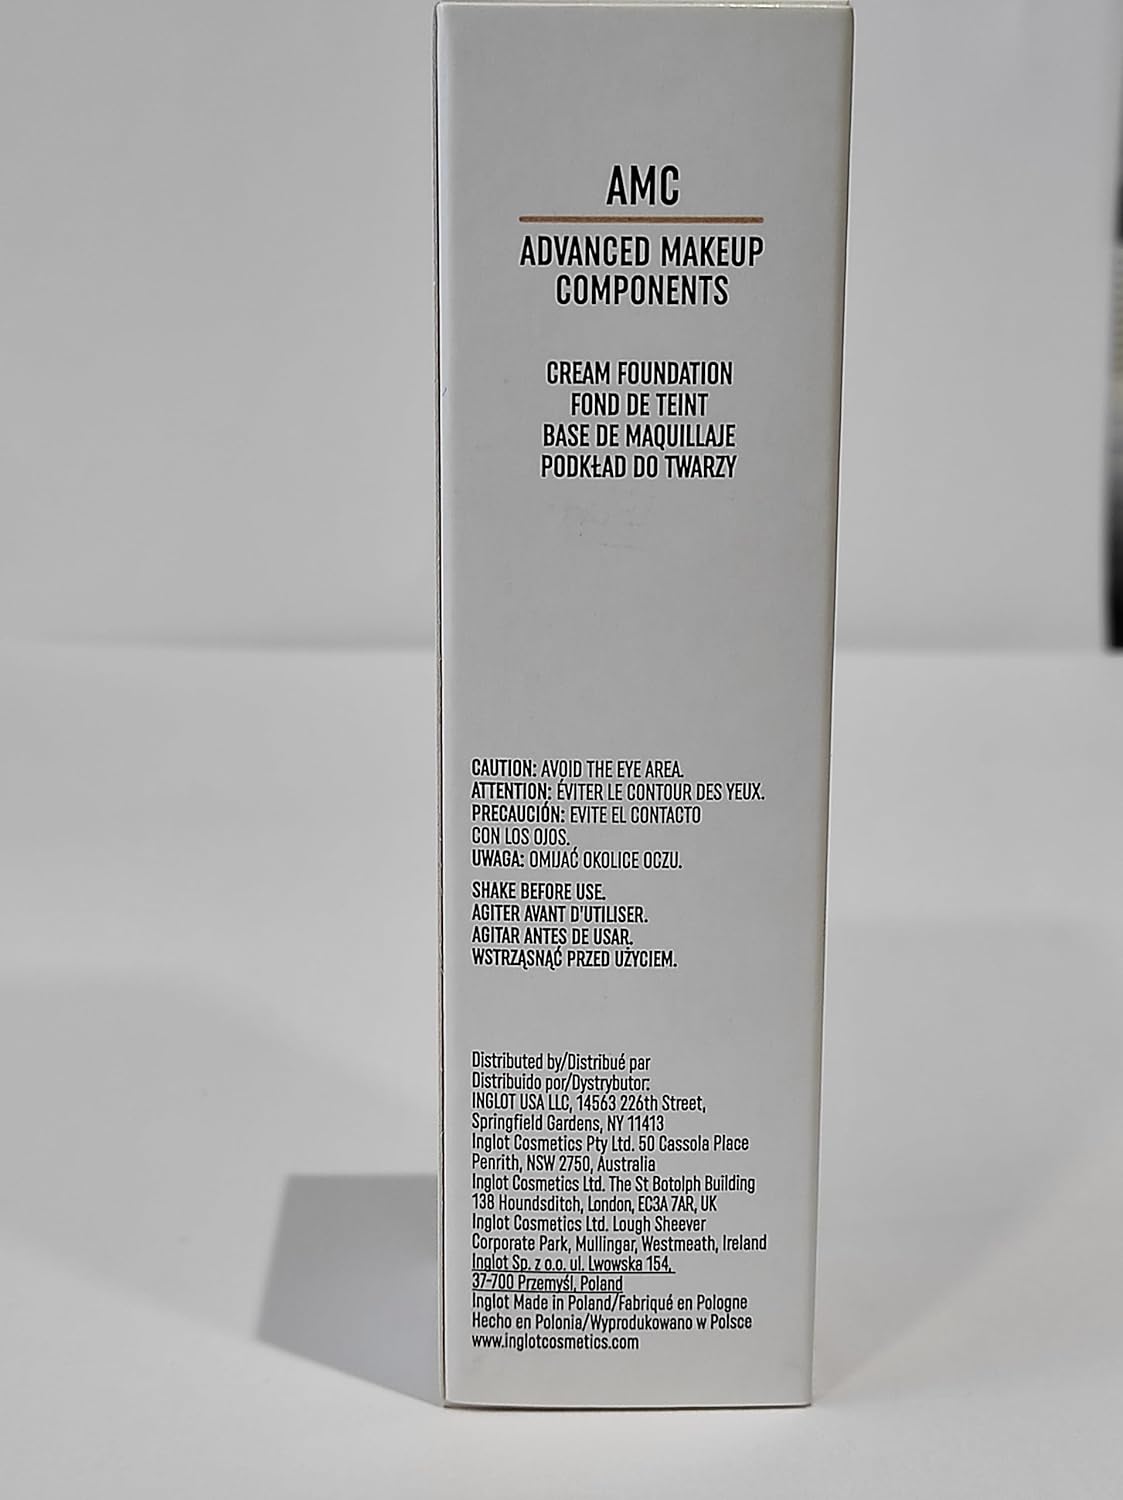 AMC
ADVANCED MAKEUP
COMPONENTS
CREAM FOUNDATION
FOND DE TEINT
BASE DE MAQUILLAJE
PODKŁAD DO TWARZY
CAUTION: AVOID THE EYE AREA.
ATTENTION: ÉVITER LE CONTOUR DES YEUX.
PRECAUCIÓN: EVITE EL CONTACTO
CON LOS OJOS.
UWAGA: OMIJAĆ OKOLICE OCZU.
SHAKE BEFORE USE.
AGITER AVANT D'UTILISER.
AGITAR ANTES DE USAR.
WSTRZĄSNĄĆ PRZED UŻYCIEM.
Distributed by/Distribué par
Distribuido por/Dystrybutor:
INGLOT USA LLC, 14563 226th Street,
Springfield Gardens, NY 11413
Inglot Cosmetics Pty Ltd. 50 Cassola Place
Penrith, NSW 2750, Australia
Inglot Cosmetics Ltd. The St Botolph Building
138 Houndsditch, London, EC3A 7AR, UK
Inglot Cosmetics Ltd. Lough Sheever
Corporate Park, Mullingar, Westmeath, Ireland
Inglot Sp. z o.o. ul. Lwowska 154,
37-700 Przemyśl, Poland
Inglot Made in Poland/Fabriqué en Pologne
Hecho en Polonia/Wyprodukowano w Polsce
www.inglotcosmetics.com